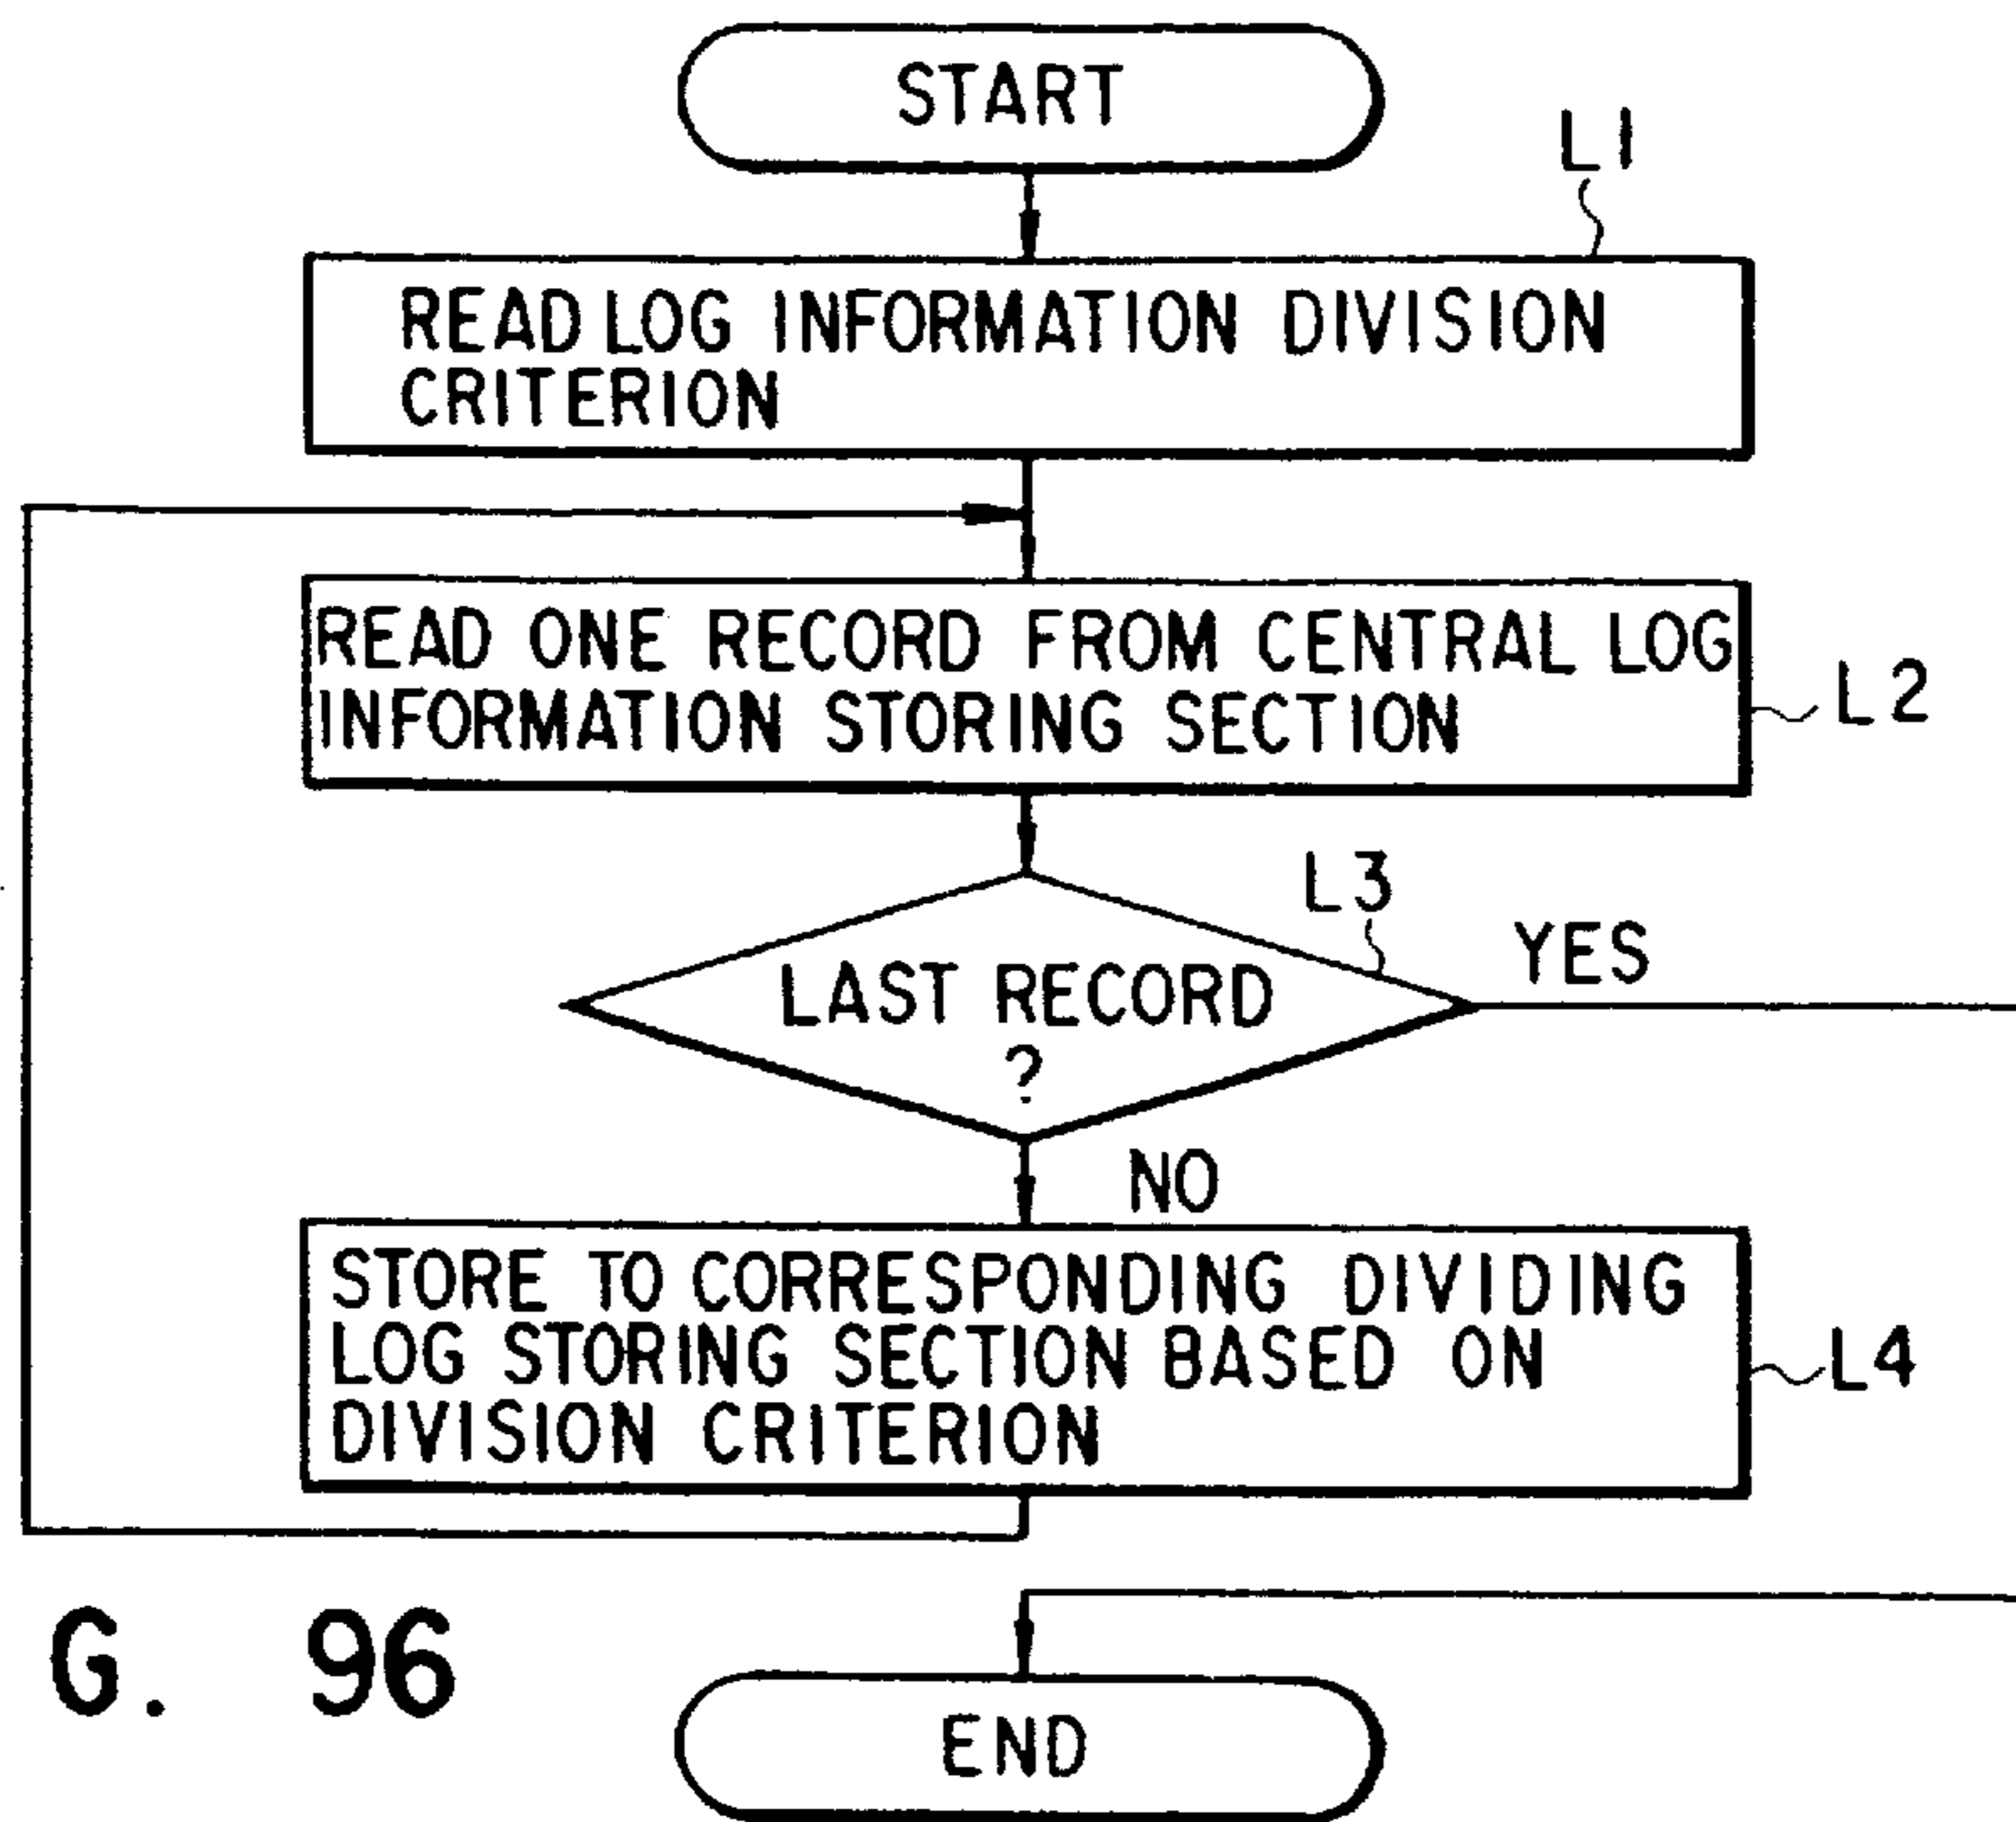 START
L1
READ LOG INFORMATION DIVISION
CRITERION
READ ONE RECORD FROM CENTRAL LOG
INFORMATION STORING SECTION
L2
L3
YES
LAST RECORD
?
NO
STORE TO CORRESPONDING DIVIDING
LOG STORING SECTION BASED ON
DIVISION CRITERION
L4
G. 96
END